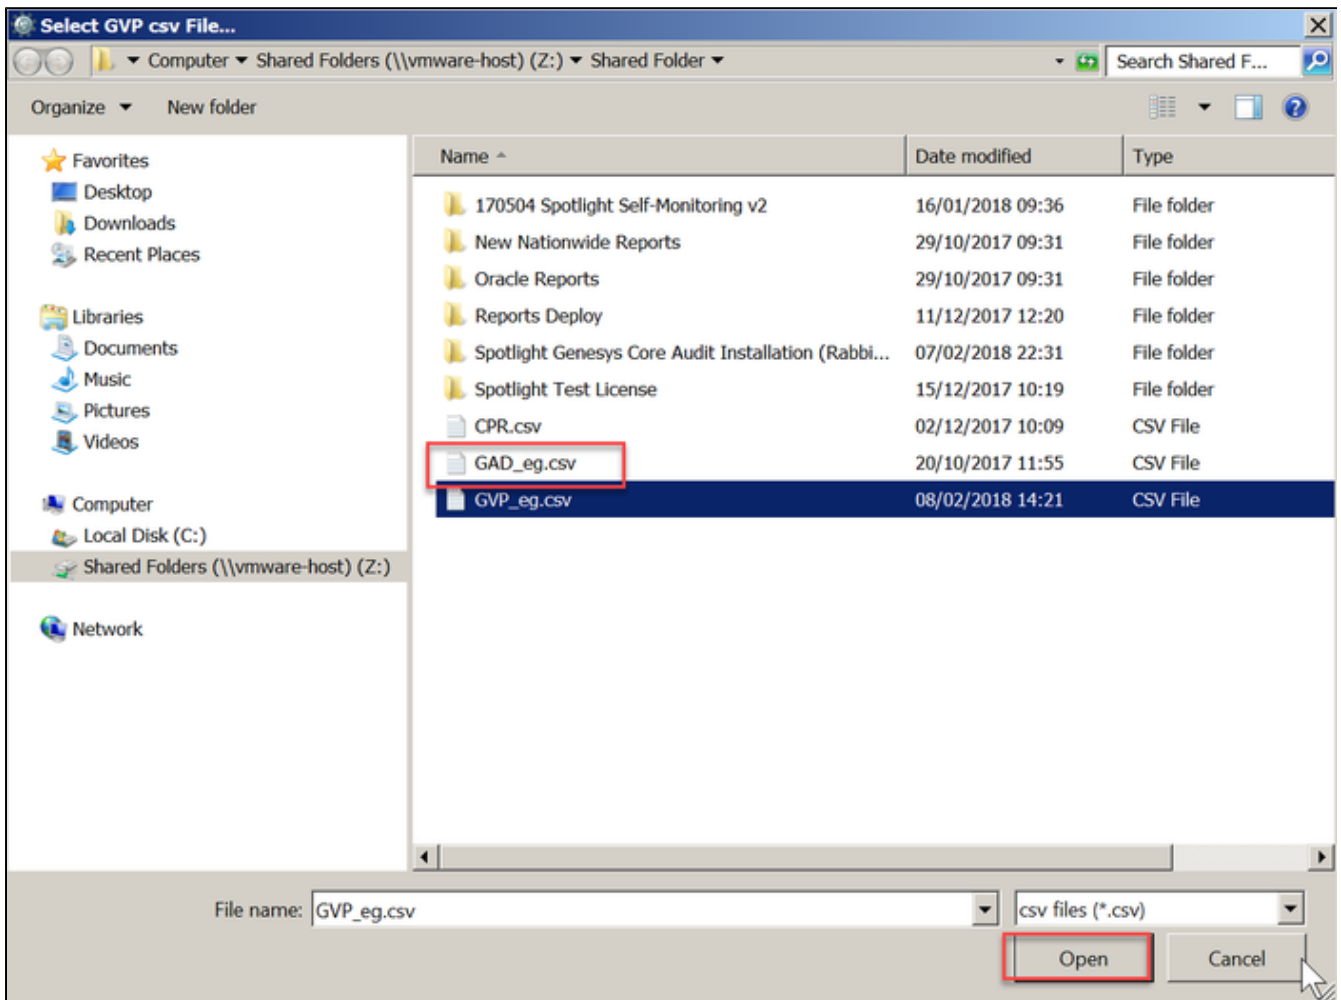 Select GVP csv File...
Computer Shared Folders (\\vmware-host) (Z:) Shared Folder Search Shared F...
Organize New folder
Favorites
Desktop
Downloads
Recent Places
Libraries
Documents
Music
Pictures
Videos
Computer
Local Disk (C:)
Shared Folders (\\vmware-host) (Z:)
Network
Name Date modified Type
170504 Spotlight Self-Monitoring v2 16/01/2018 09:36 File folder
New Nationwide Reports 29/10/2017 09:31 File folder
Oracle Reports 29/10/2017 09:31 File folder
Reports Deploy 11/12/2017 12:20 File folder
Spotlight Genesys Core Audit Installation (Rabbi... 07/02/2018 22:31 File folder
Spotlight Test License 15/12/2017 10:19 File folder
CPR.csv 02/12/2017 10:09 CSV File
GAD_eg.csv 20/10/2017 11:55 CSV File
GVP_eg.csv 08/02/2018 14:21 CSV File
File name: GVP_eg.csv csv files (*.csv)
Open Cancel